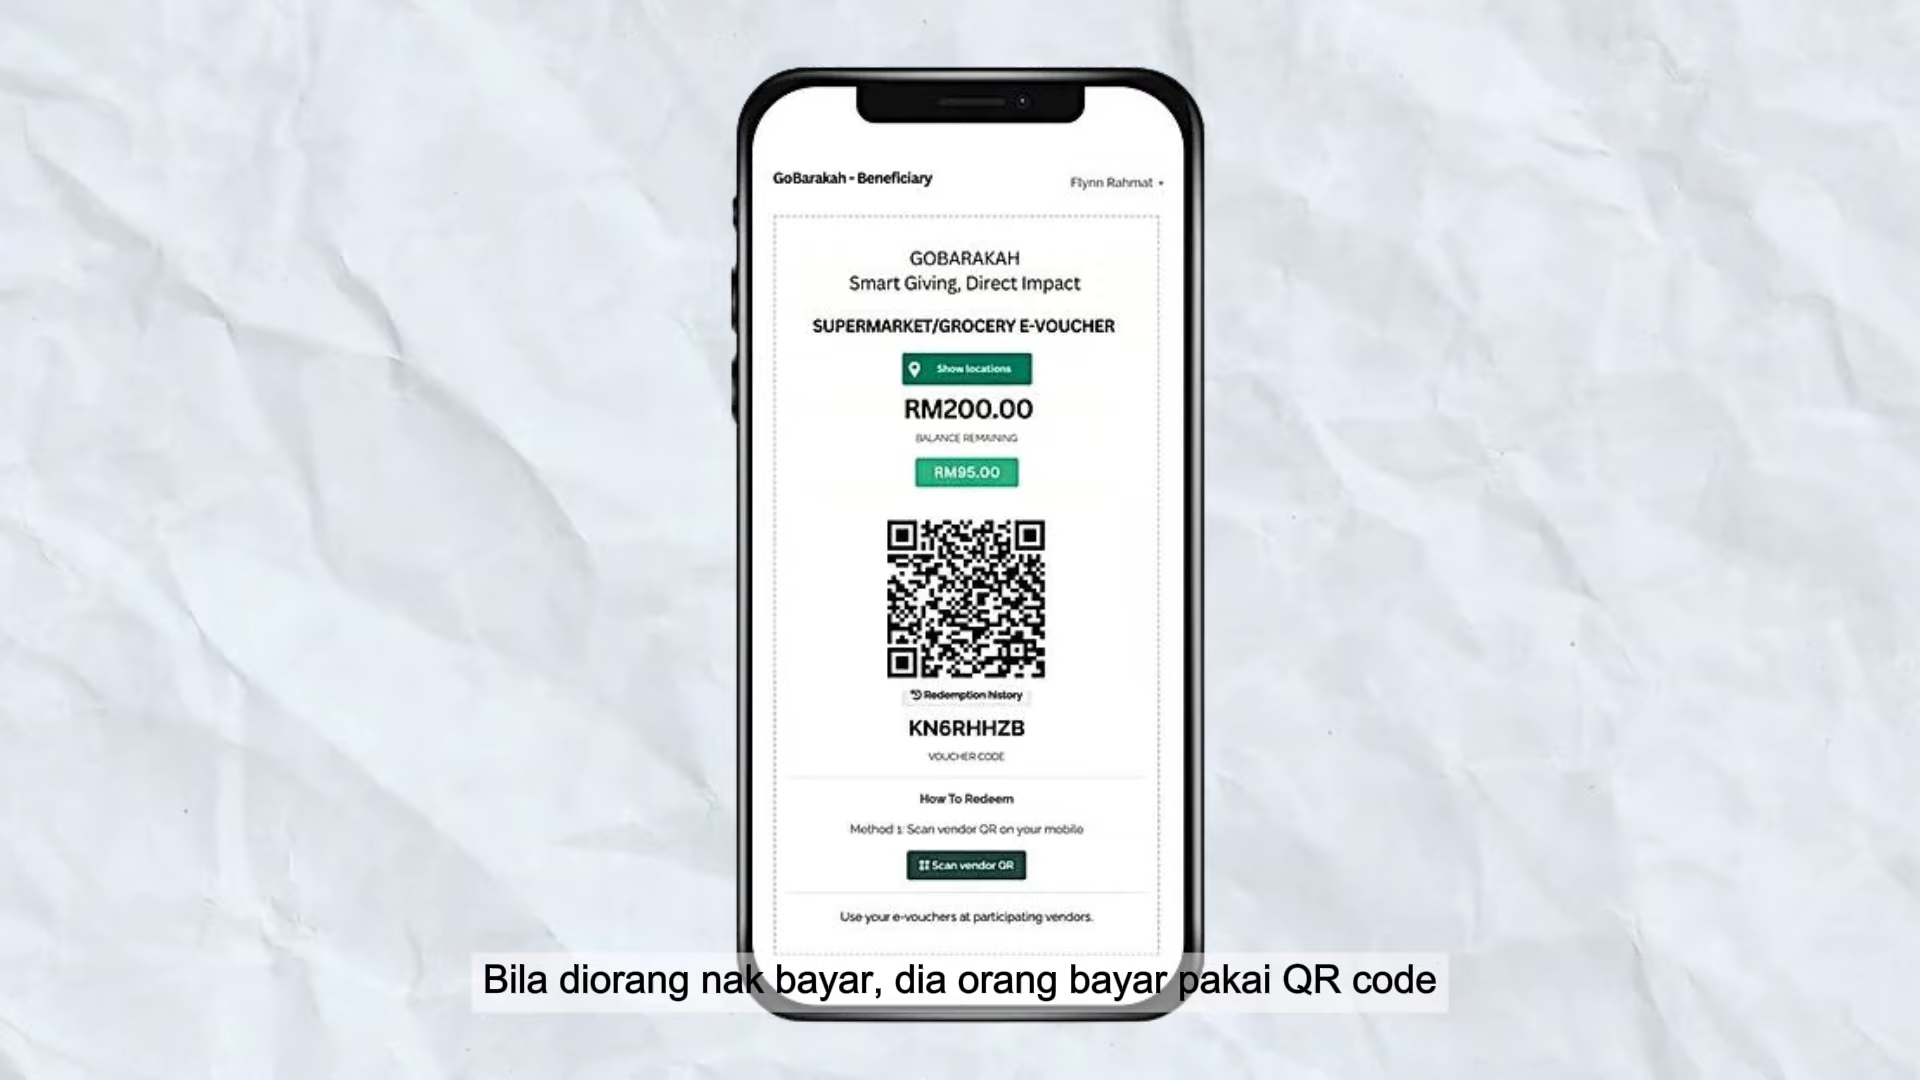 GoBarakah - Beneficiary
Flynn Rahmat
GOBARAKAH
Smart Giving, Direct Impact
SUPERMARKET/GROCERY E-VOUCHER
Show locations
RM200.00
BALANCE REMAINING
RM95.00
Redemption history
KN6RHHZB
VOUCHER CODE
How To Redeem
Method 1: Scan vendor QR on your mobile
Scan vendor QR
Use your e-vouchers at participating vendors.
Bila diorang nak bayar, dia orang bayar pakai QR code